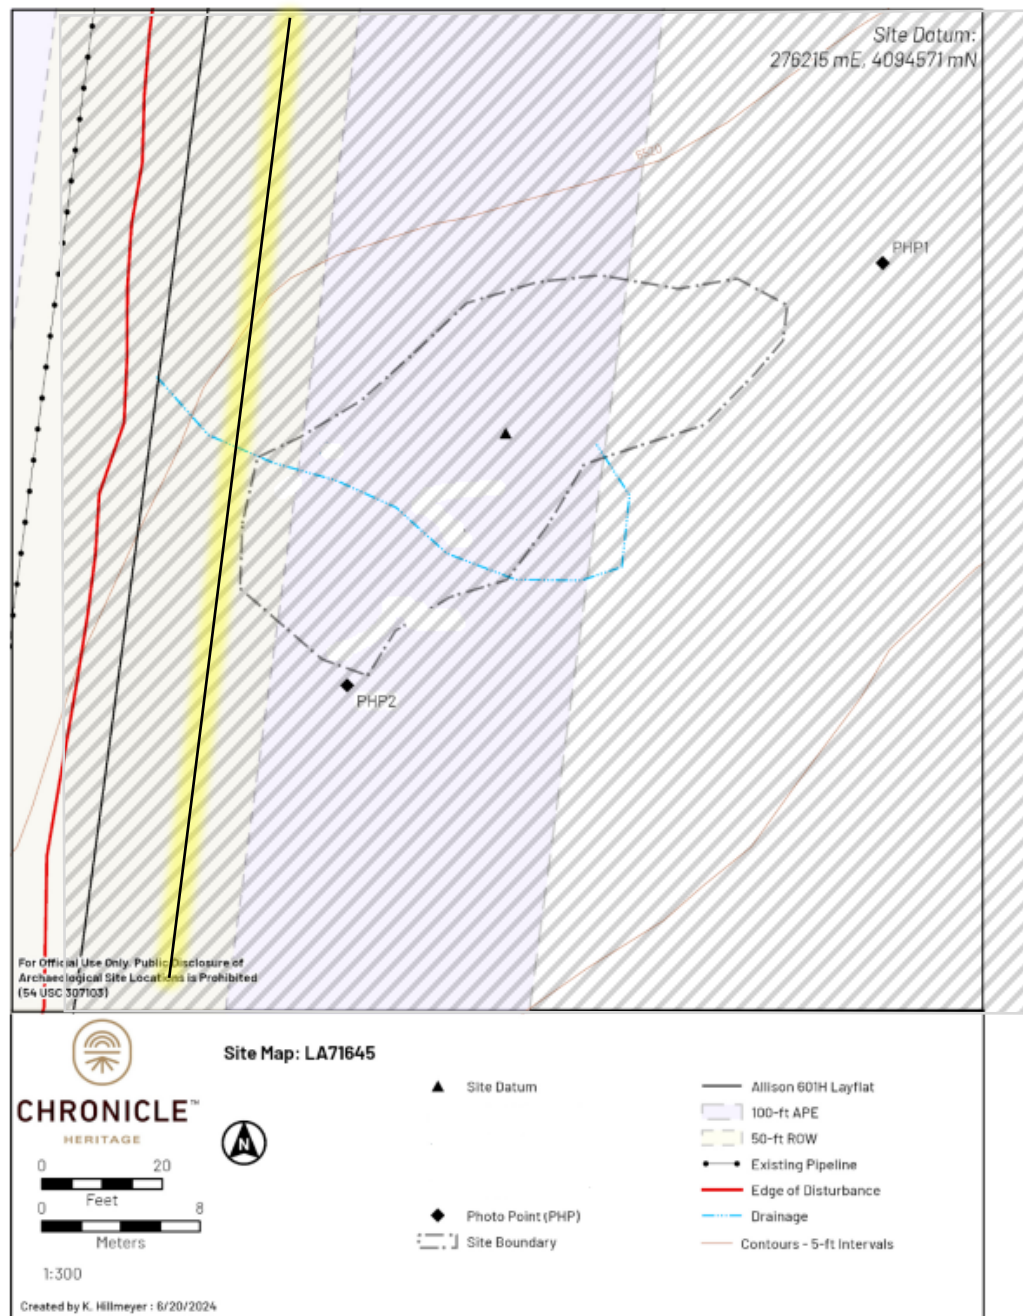 Site Datum:
276215 mE, 4094571 mN
6520
PHP1
PHP2
For Official Use Only. Public Disclosure of
Archaeological Site Locations is Prohibited
(54 USC 307103)
CHRONICLE™
HERITAGE
Site Map: LA71645
N
0 20
Feet
0 8
Meters
1:300
Created by K. Hillmeyer : 6/20/2024
Site Datum
Photo Point (PHP)
Site Boundary
Allison 601H Layflat
100-ft APE
50-ft ROW
Existing Pipeline
Edge of Disturbance
Drainage
Contours - 5-ft Intervals